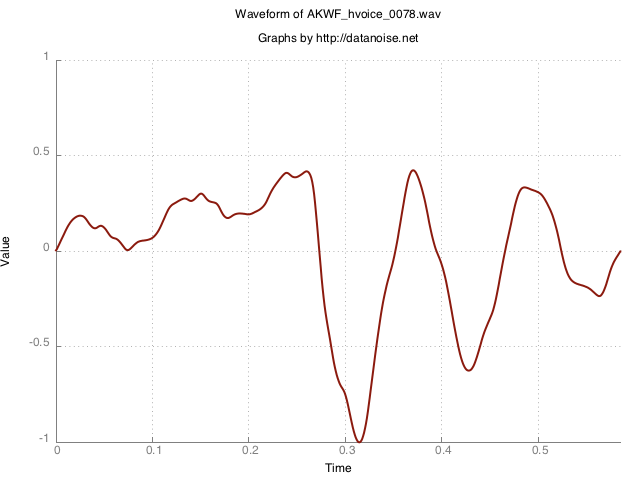 Waveform of AKWF_hvoice_0078.wav
Graphs by http://datanoise.net
1
0.5
0
-0.5
-1
Value
0 0.1 0.2 0.3 0.4 0.5
Time